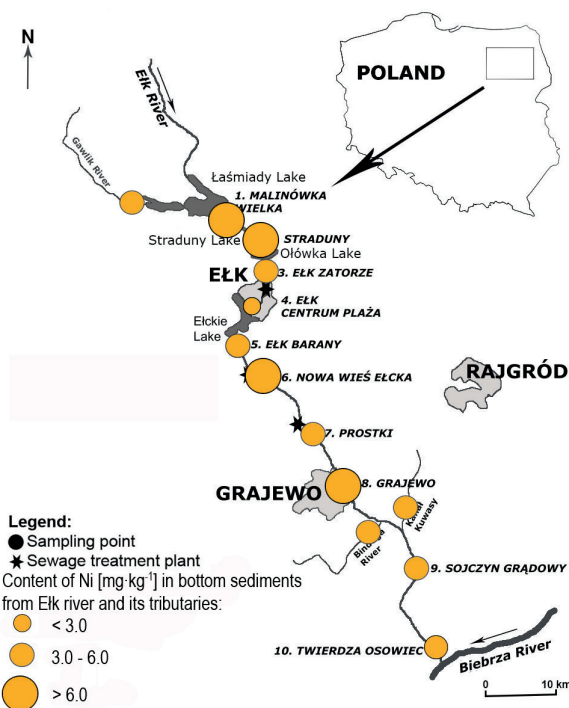 N
POLAND
Ełk River
Gawlik River
Łaśmiady Lake
1. MALINÓWKA
WIELKA
Straduny Lake
STRADUNY
Ołówka Lake
EŁK
3. EŁK ZATORZE
4. EŁK
CENTRUM PLAŻA
Ełckie
Lake
5. EŁK BARANY
6. NOWA WIEŚ EŁCKA
RAJGRÓD
7. PROSTKI
GRAJEWO
8. GRAJEWO
Kuwasy
River
9. SOJCZYN GRĄDOWY
10. TWIERDZA OSOWIEC
Biebrza River
0 10 km
Legend:
Sampling point
Sewage treatment plant
Content of Ni [mg·kg⁻¹] in bottom sediments
from Ełk river and its tributaries:
< 3.0
3.0 - 6.0
> 6.0